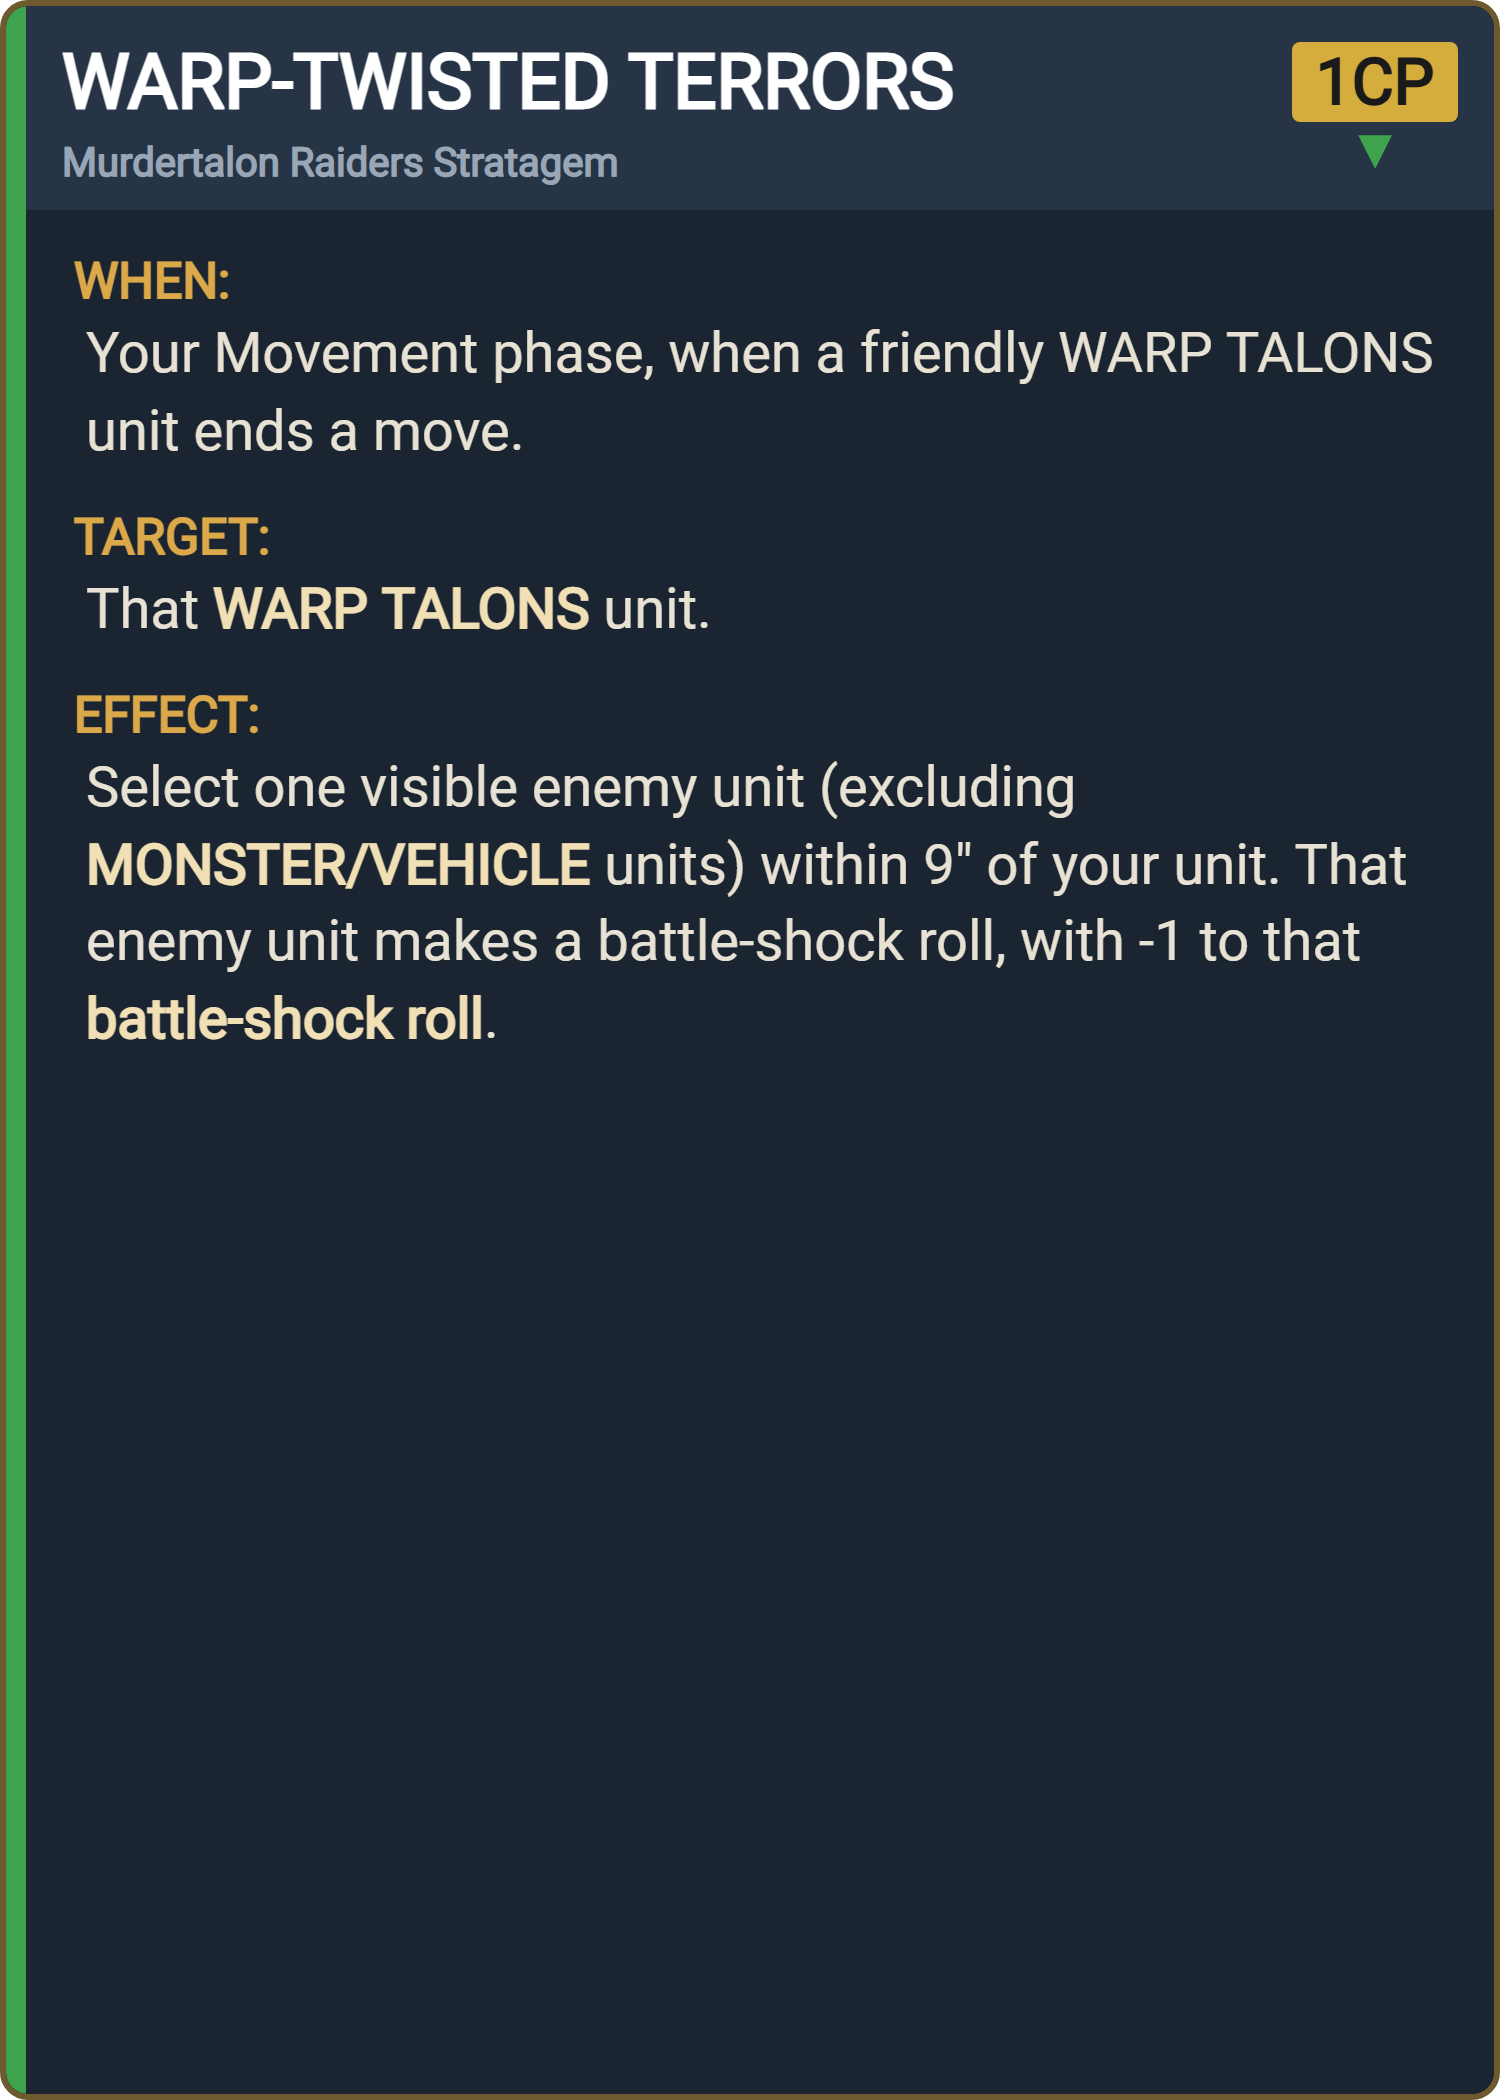 WARP-TWISTED TERRORS
1CP
Murdertalon Raiders Stratagem
WHEN:
Your Movement phase, when a friendly WARP TALONS
unit ends a move.
TARGET:
That WARP TALONS unit.
EFFECT:
Select one visible enemy unit (excluding
MONSTER/VEHICLE units) within 9" of your unit. That
enemy unit makes a battle-shock roll, with -1 to that
battle-shock roll.